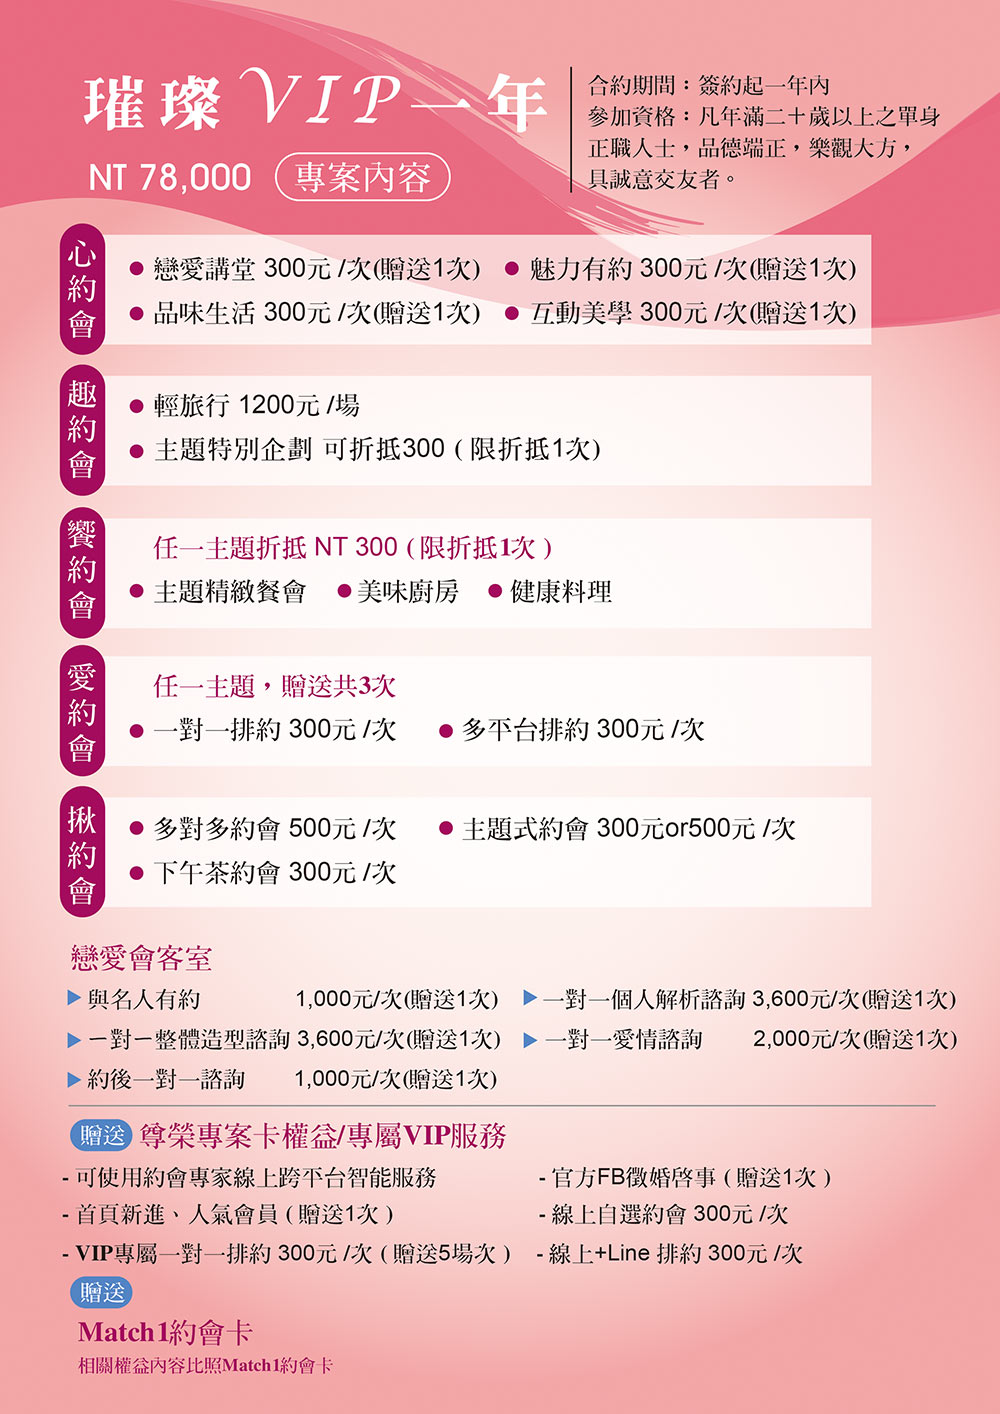 璀璨 VIP 一年
NT 78,000 專案內容
合約期間：簽約起一年內
參加資格：凡年滿二十歲以上之單身
正職人士，品德端正，樂觀大方，
具誠意交友者。
心約會
● 戀愛講堂 300元 /次(贈送1次) ● 魅力有約 300元 /次(贈送1次)
● 品味生活 300元 /次(贈送1次) ● 互動美學 300元 /次(贈送1次)
趣約會
● 輕旅行 1200元 /場
● 主題特別企劃 可折抵300 ( 限折抵1次)
饗約會
任一主題折抵 NT 300 ( 限折抵1次 )
● 主題精緻餐會 ● 美味廚房 ● 健康料理
愛約會
任一主題，贈送共3次
● 一對一排約 300元 /次 ● 多平台排約 300元 /次
揪約會
● 多對多約會 500元 /次 ● 主題式約會 300元or500元 /次
● 下午茶約會 300元 /次
戀愛會客室
▶ 與名人有約 1,000元/次(贈送1次) ▶ 一對一個人解析諮詢 3,600元/次(贈送1次)
▶ 一對一整體造型諮詢 3,600元/次(贈送1次) ▶ 一對一愛情諮詢 2,000元/次(贈送1次)
▶ 約後一對一諮詢 1,000元/次(贈送1次)
贈送 尊榮專案卡權益/專屬VIP服務
- 可使用約會專家線上跨平台智能服務 - 官方FB徵婚啓事 ( 贈送1次 )
- 首頁新進、人氣會員 ( 贈送1次 ) - 線上自選約會 300元 /次
- VIP專屬一對一排約 300元 /次 ( 贈送5場次 ) - 線上+Line 排約 300元 /次
贈送
Match1約會卡
相關權益內容比照Match1約會卡